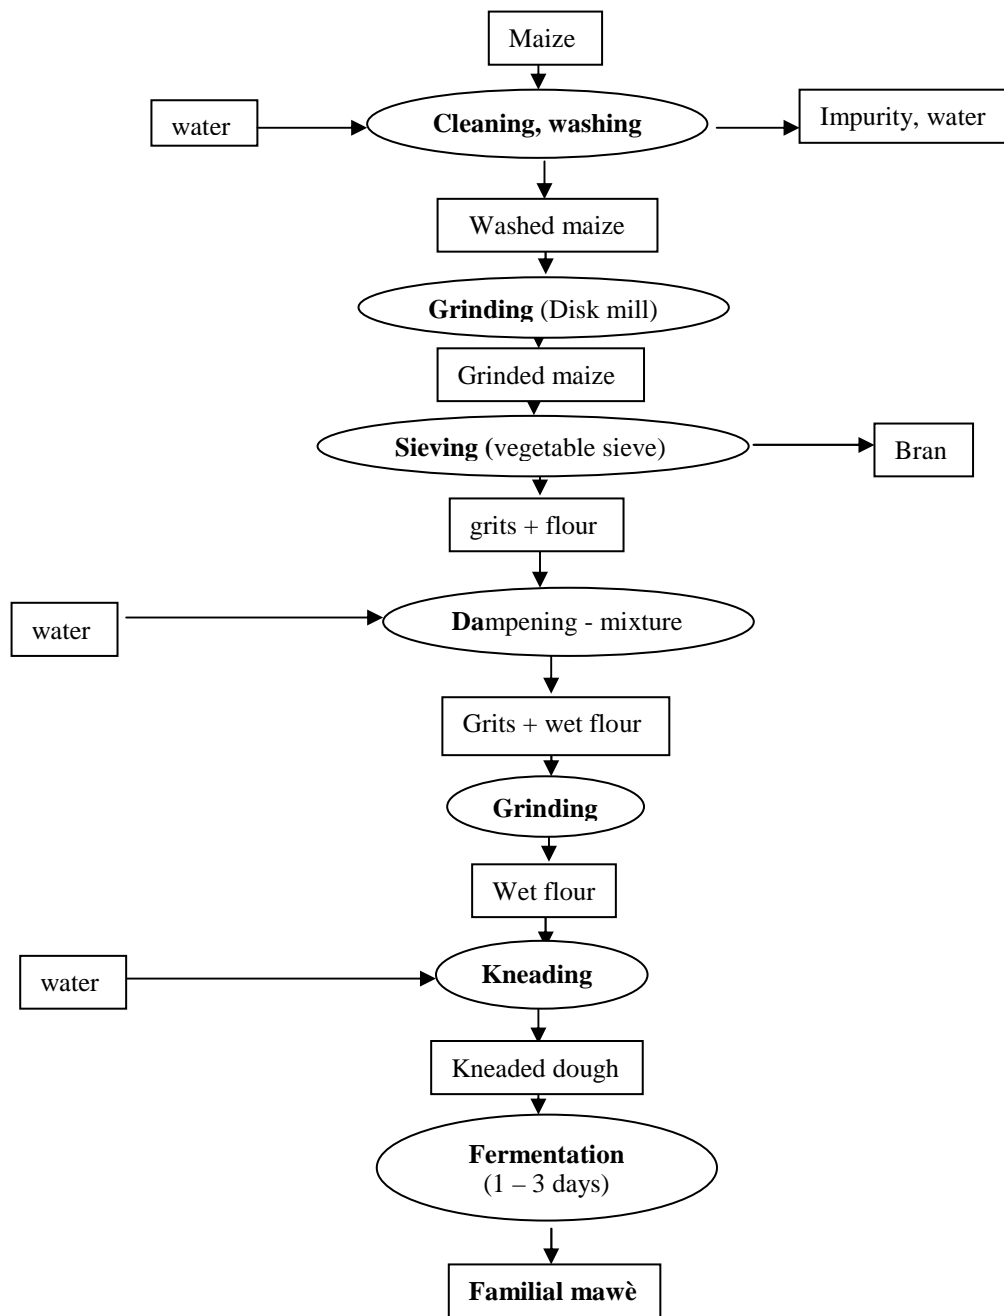 Maize
water
Cleaning, washing
Impurity, water
Washed maize
Grinding (Disk mill)
Grinded maize
Sieving (vegetable sieve)
Bran
grits + flour
water
Dampening - mixture
Grits + wet flour
Grinding
Wet flour
water
Kneading
Kneaded dough
Fermentation
(1 – 3 days)
Familial mawè